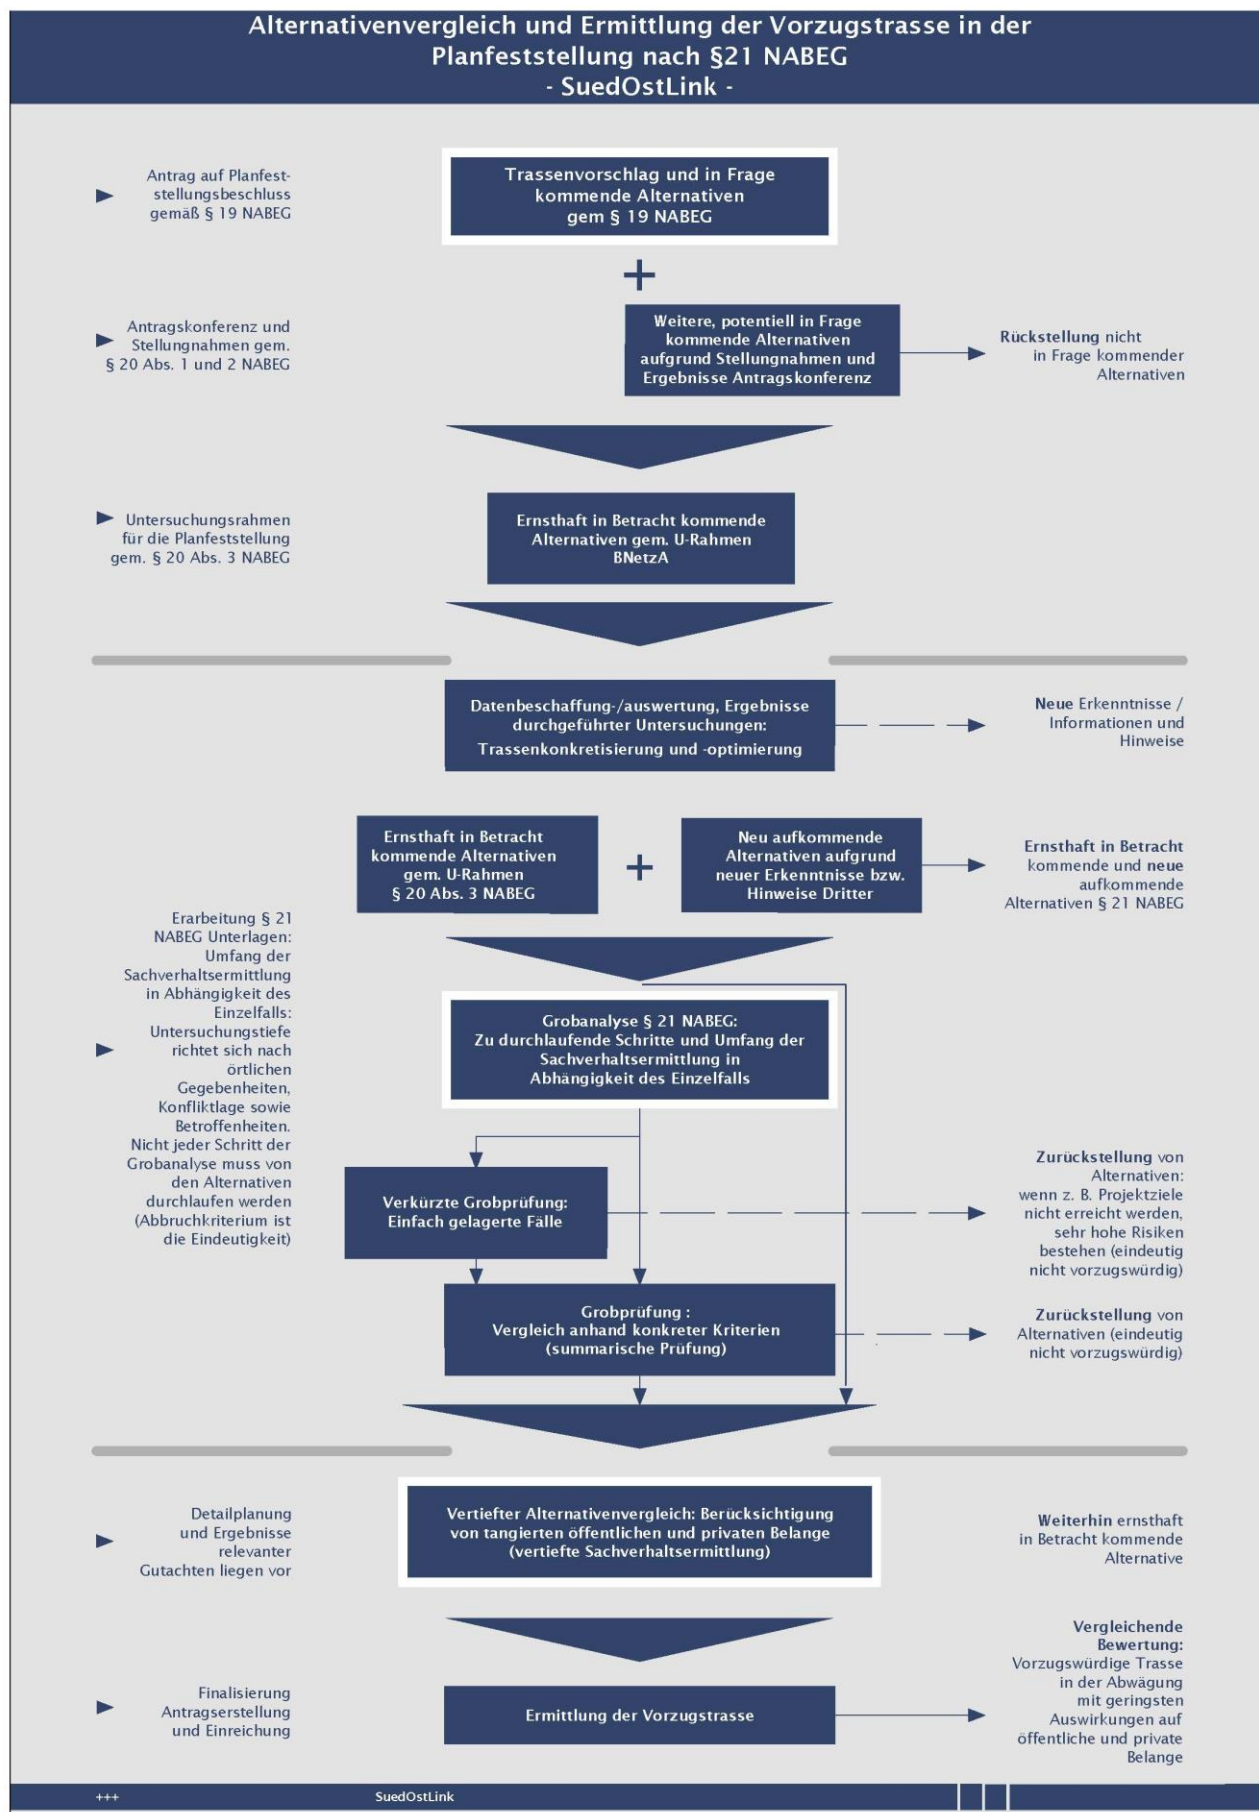 Alternativenvergleich und Ermittlung der Vorzugstrasse in der
Planfeststellung nach §21 NABEG
- SuedOstLink -
Antrag auf Planfest-
stellungsbeschluss
gemäß § 19 NABEG
Trassenvorschlag und in Frage
kommende Alternativen
gem § 19 NABEG
+
Antragskonferenz und
Stellungnahmen gem.
§ 20 Abs. 1 und 2 NABEG
Weitere, potentiell in Frage
kommende Alternativen
aufgrund Stellungnahmen und
Ergebnisse Antragskonferenz
Rückstellung nicht
in Frage kommender
Alternativen
Untersuchungsrahmen
für die Planfeststellung
gem. § 20 Abs. 3 NABEG
Ernsthaft in Betracht kommende
Alternativen gem. U-Rahmen
BNetzA
Datenbeschaffung-/auswertung, Ergebnisse
durchgeführter Untersuchungen:
Trassenkonkretisierung und -optimierung
Neue Erkenntnisse /
Informationen und
Hinweise
Ernsthaft in Betracht
kommende Alternativen
gem. U-Rahmen
§ 20 Abs. 3 NABEG
+
Neu aufkommende
Alternativen aufgrund
neuer Erkenntnisse bzw.
Hinweise Dritter
Ernsthaft in Betracht
kommende und neue
aufkommende
Alternativen § 21 NABEG
Erarbeitung § 21
NABEG Unterlagen:
Umfang der
Sachverhaltsermittlung
in Abhängigkeit des
Einzelfalls:
Untersuchungstiefe
richtet sich nach
örtlichen
Gegebenheiten,
Konfliktlage sowie
Betroffenheiten.
Nicht jeder Schritt der
Grobanalyse muss von
den Alternativen
durchlaufen werden
(Abbruchkriterium ist
die Eindeutigkeit)
Grobanalyse § 21 NABEG:
Zu durchlaufende Schritte und Umfang der
Sachverhaltsermittlung in
Abhängigkeit des Einzelfalls
Verkürzte Grobprüfung:
Einfach gelagerte Fälle
Zurückstellung von
Alternativen:
wenn z. B. Projektziele
nicht erreicht werden,
sehr hohe Risiken
bestehen (eindeutig
nicht vorzugswürdig)
Grobprüfung :
Vergleich anhand konkreter Kriterien
(summarische Prüfung)
Zurückstellung von
Alternativen (eindeutig
nicht vorzugswürdig)
Detailplanung
und Ergebnisse
relevanter
Gutachten liegen vor
Vertiefter Alternativenvergleich: Berücksichtigung
von tangierten öffentlichen und privaten Belange
(vertiefte Sachverhaltsermittlung)
Weiterhin ernsthaft
in Betracht kommende
Alternative
Finalisierung
Antragserstellung
und Einreichung
Ermittlung der Vorzugstrasse
Vergleichende
Bewertung:
Vorzugswürdige Trasse
in der Abwägung
mit geringsten
Auswirkungen auf
öffentliche und private
Belange
+++
SuedOstLink